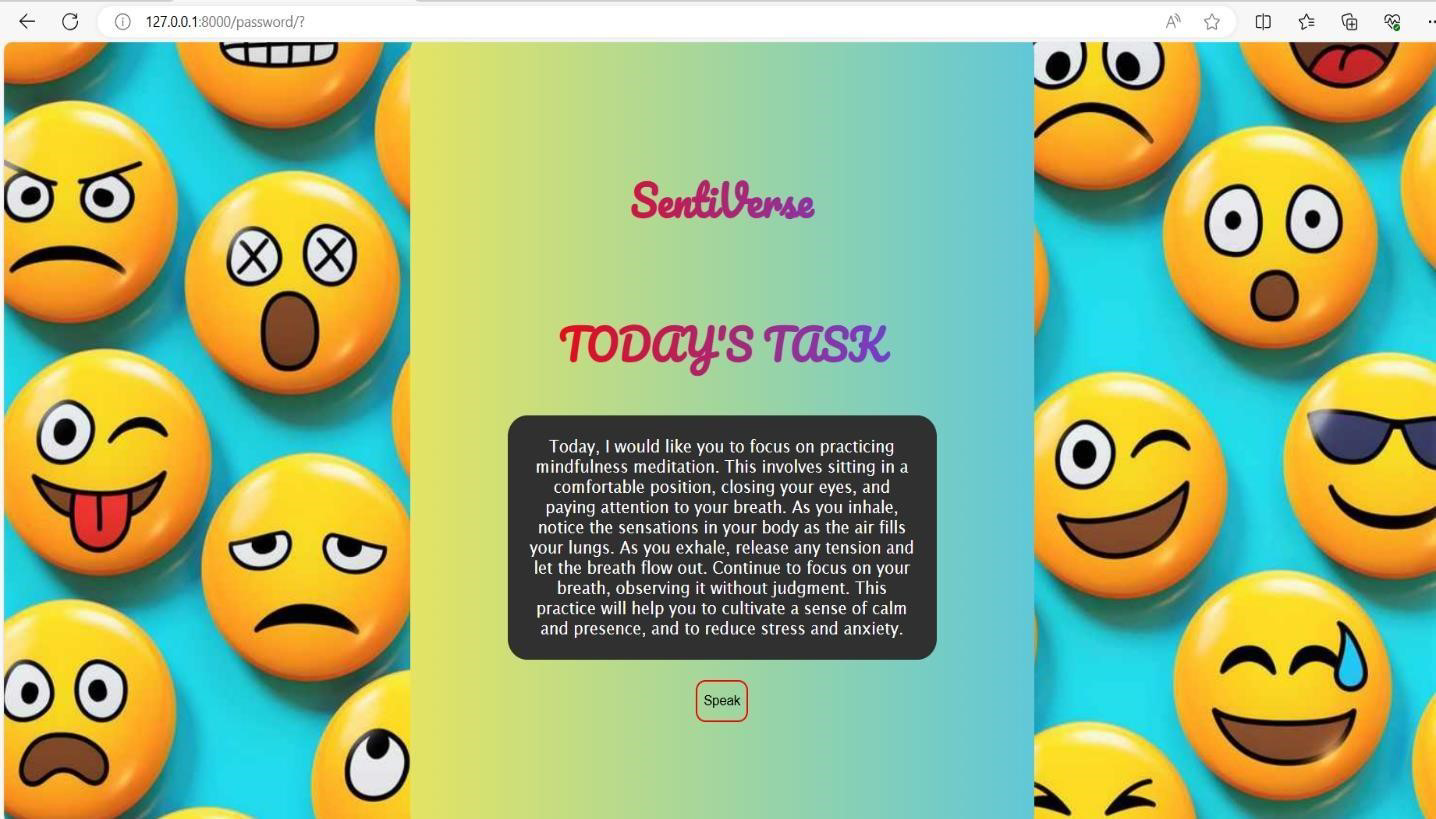 127.0.0.1:8000/password/?
SentiVerse
TODAY'S TASK
Today, I would like you to focus on practicing
mindfulness meditation. This involves sitting in a
comfortable position, closing your eyes, and
paying attention to your breath. As you inhale,
notice the sensations in your body as the air fills
your lungs. As you exhale, release any tension and
let the breath flow out. Continue to focus on your
breath, observing it without judgment. This
practice will help you to cultivate a sense of calm
and presence, and to reduce stress and anxiety.
Speak